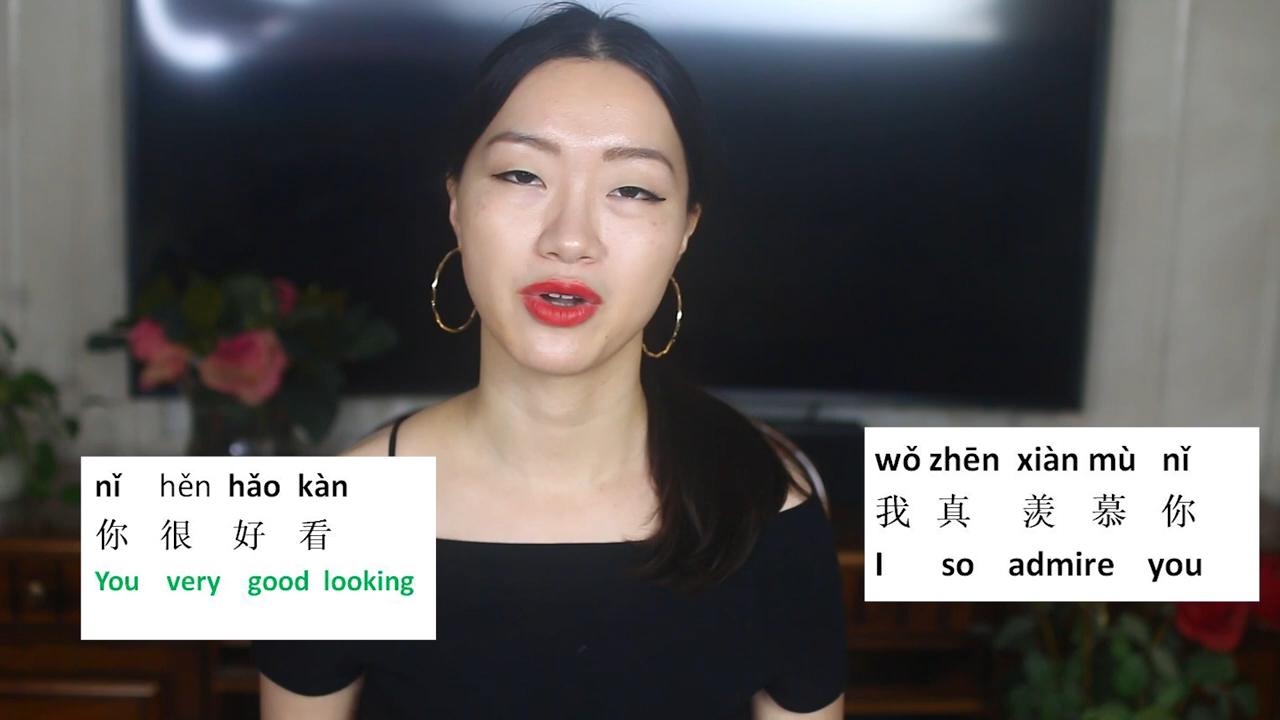 nǐ hěn hǎo kàn
你 很 好 看
You very good looking
wǒ zhēn xiàn mù nǐ
我 真 羡 慕 你
I so admire you